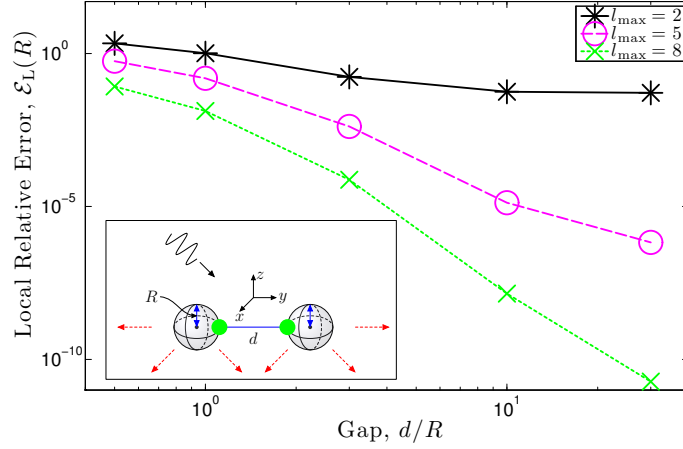 l_max = 2
l_max = 5
l_max = 8
Local Relative Error, ℰ_L(R)
10^0
10^−5
10^−10
R
z
x
y
d
10^0
10^1
Gap, d/R